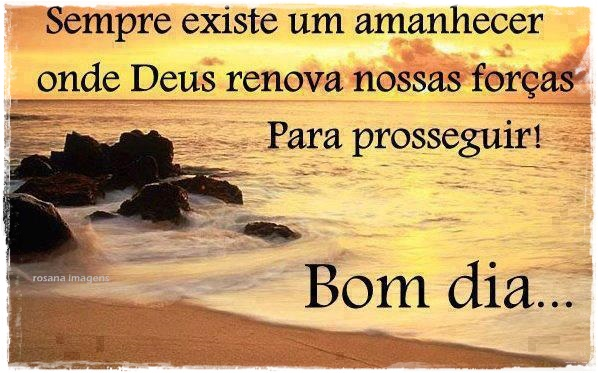 Sempre existe um amanhecer
onde Deus renova nossas forças
Para prosseguir!
rosana imagens
Bom dia...